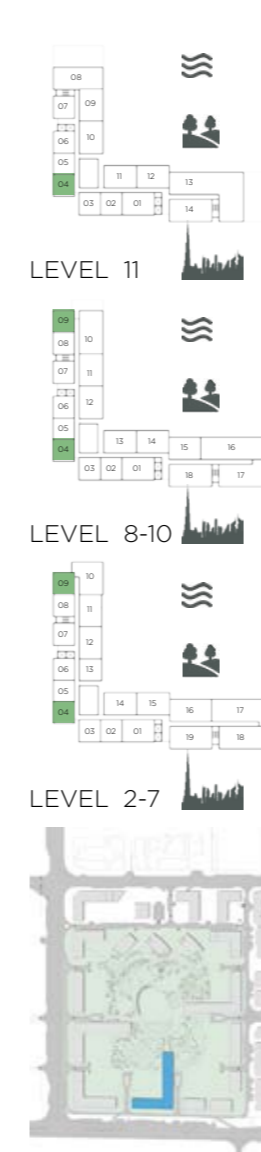 08
07 09
06 10
05
04 11 12 13
03 02 01 14
LEVEL 11
09
08 10
07 11
06 12
05
04 13 14 15 16
03 02 01 18 17
LEVEL 8-10
09 10
08 11
07 12
06 13
05
04 14 15 16 17
03 02 01 19 18
LEVEL 2-7